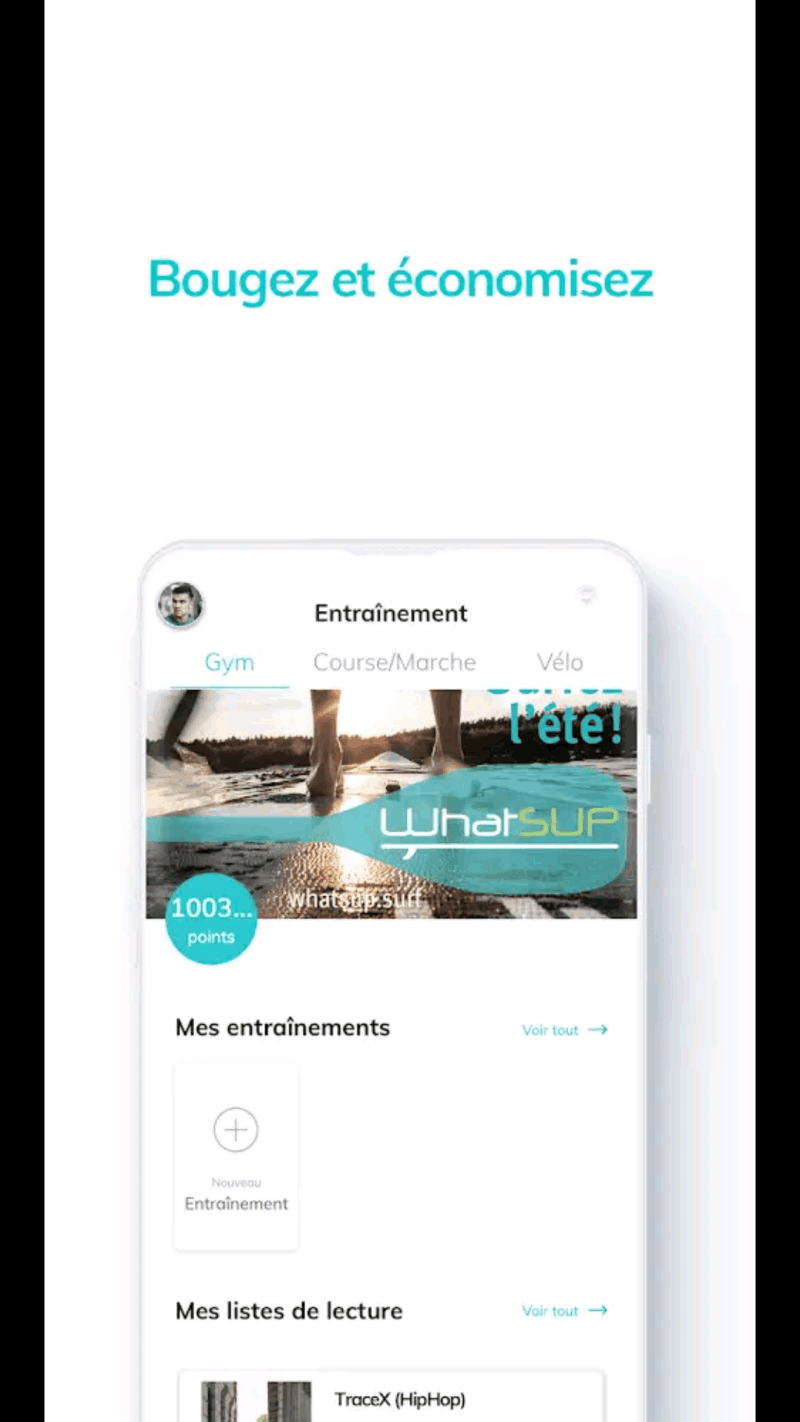 Bougez et économisez
Entraînement
Gym Course/Marche Vélo
l'été!
WhatSUP
whatsup.surf
1003...
points
Mes entraînements Voir tout →
Nouveau
Entraînement
Mes listes de lecture Voir tout →
TraceX (HipHop)